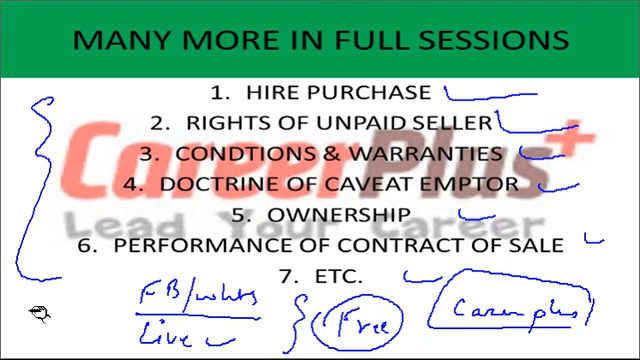 MANY MORE IN FULL SESSIONS
1. HIRE PURCHASE
2. RIGHTS OF UNPAID SELLER
3. CONDTIONS & WARRANTIES
4. DOCTRINE OF CAVEAT EMPTOR
5. OWNERSHIP
6. PERFORMANCE OF CONTRACT OF SALE
7. ETC.
CareerPlus+
Lead Your Career
FB/
Live
Free